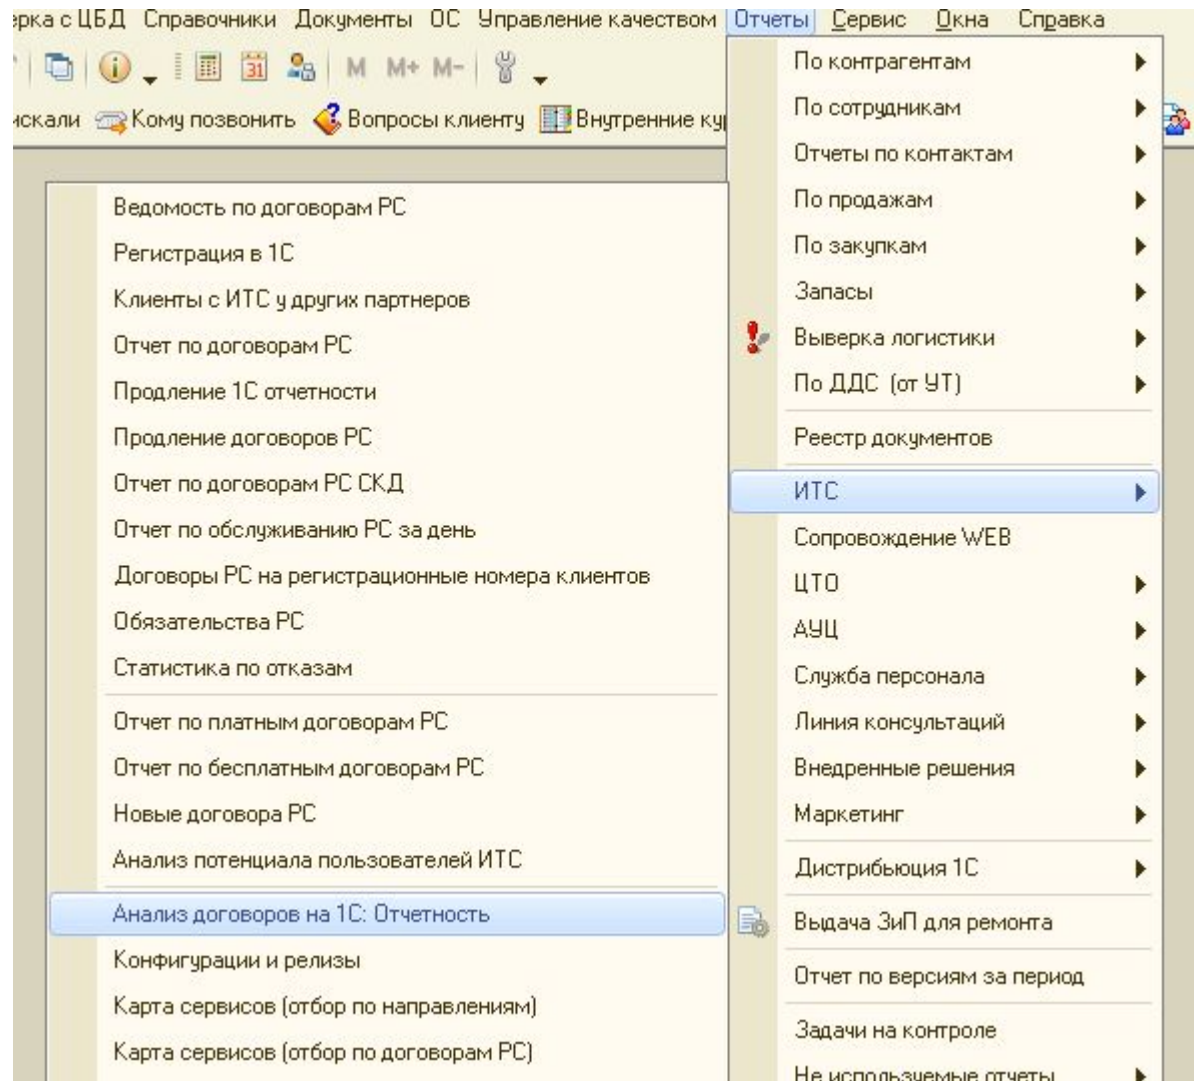 ерка с ЦБД Справочники Документы ОС Управление качеством Отчеты Сервис Окна Справка
31 M M+ M-
искали Кому позвонить Вопросы клиенту Внутренние ку
По контрагентам
По сотрудникам
Отчеты по контактам
По продажам
По закупкам
Запасы
Выверка логистики
По ДДС (от УТ)
Реестр документов
ИТС
Сопровождение WEB
ЦТО
АУЦ
Служба персонала
Линия консультаций
Внедренные решения
Маркетинг
Дистрибьюция 1С
Выдача ЗиП для ремонта
Отчет по версиям за период
Задачи на контроле
Не используемые отчеты
Ведомость по договорам РС
Регистрация в 1С
Клиенты с ИТС у других партнеров
Отчет по договорам РС
Продление 1С отчетности
Продление договоров РС
Отчет по договорам РС СКД
Отчет по обслуживанию РС за день
Договоры РС на регистрационные номера клиентов
Обязательства РС
Статистика по отказам
Отчет по платным договорам РС
Отчет по бесплатным договорам РС
Новые договора РС
Анализ потенциала пользователей ИТС
Анализ договоров на 1С: Отчетность
Конфигурации и релизы
Карта сервисов (отбор по направлениям)
Карта сервисов (отбор по договорам РС)